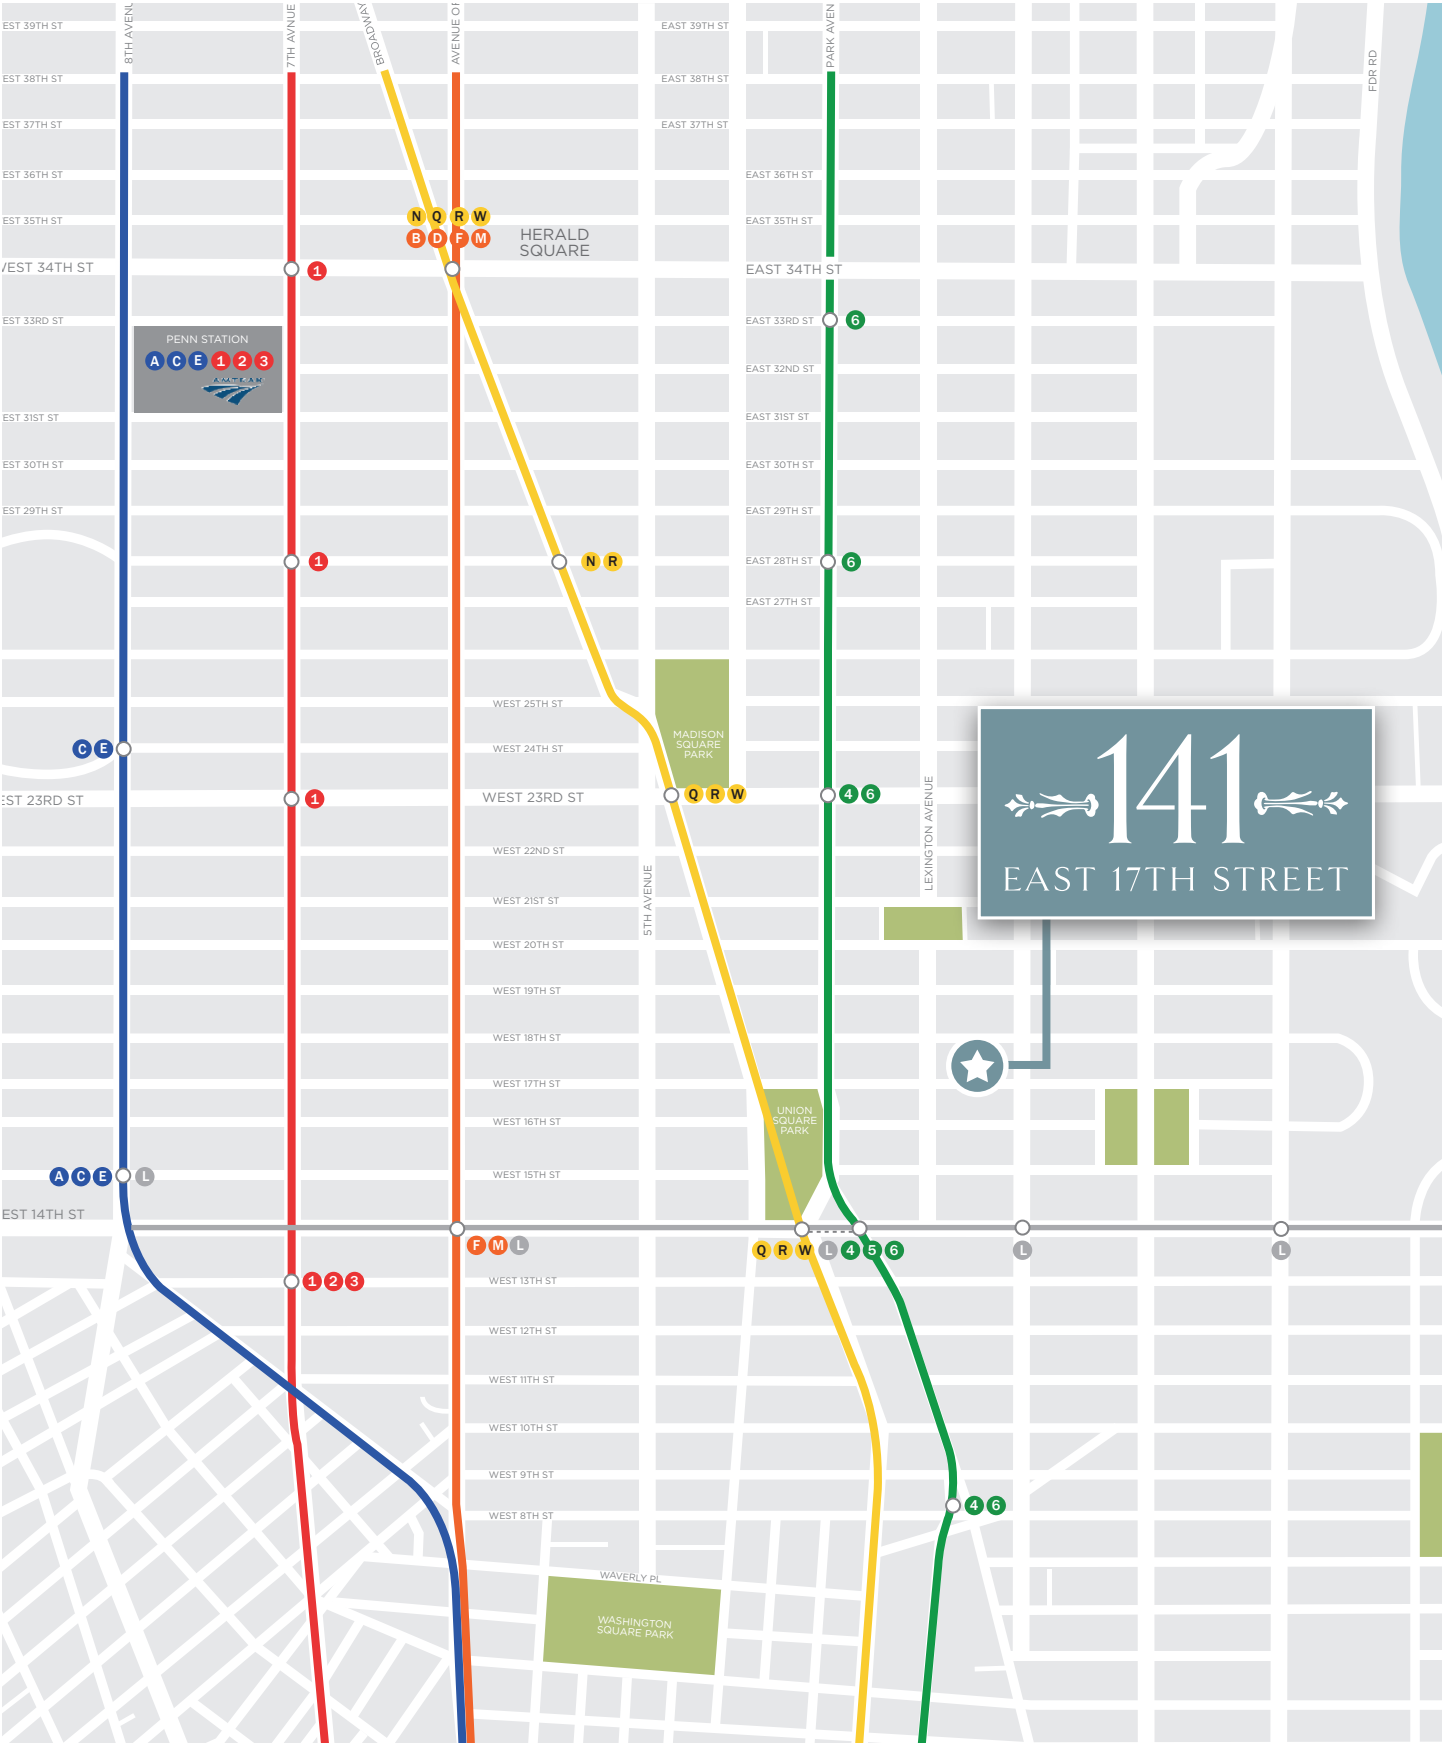 8TH AVENU
7TH AVNUE
BROADWAY
AVENUE OF
PARK AVEN
FDR RD
EST 39TH ST
EAST 39TH ST
EST 38TH ST
EAST 38TH ST
EST 37TH ST
EAST 37TH ST
EST 36TH ST
EAST 36TH ST
EST 35TH ST
EAST 35TH ST
N Q R W
B D F M
HERALD
SQUARE
WEST 34TH ST
1
EAST 34TH ST
EST 33RD ST
EAST 33RD ST
6
PENN STATION
A C E 1 2 3
AMTRAK
EAST 32ND ST
EST 31ST ST
EAST 31ST ST
EST 30TH ST
EAST 30TH ST
EST 29TH ST
EAST 29TH ST
1
N R
EAST 28TH ST
6
EAST 27TH ST
WEST 25TH ST
MADISON
SQUARE
PARK
C E
WEST 24TH ST
EST 23RD ST
1
WEST 23RD ST
Q R W
4 6
LEXINGTON AVENUE
141
EAST 17TH STREET
WEST 22ND ST
5TH AVENUE
WEST 21ST ST
WEST 20TH ST
WEST 19TH ST
WEST 18TH ST
WEST 17TH ST
UNION
SQUARE
PARK
WEST 16TH ST
A C E L
WEST 15TH ST
EST 14TH ST
F M L
Q R W L 4 5 6
L
L
1 2 3
WEST 13TH ST
WEST 12TH ST
WEST 11TH ST
WEST 10TH ST
WEST 9TH ST
WEST 8TH ST
4 6
WAVERLY PL
WASHINGTON
SQUARE PARK